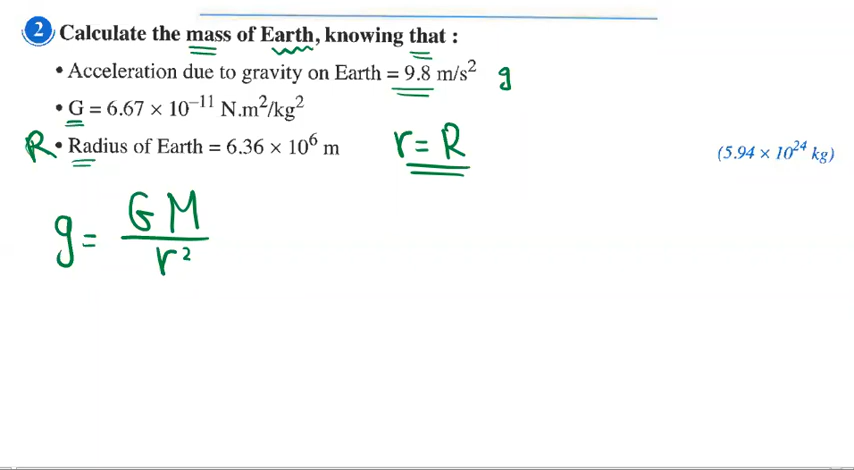 2 Calculate the mass of Earth, knowing that :
• Acceleration due to gravity on Earth = 9.8 m/s² g
• G = 6.67 × 10⁻¹¹ N.m²/kg²
R • Radius of Earth = 6.36 × 10⁶ m r = R
(5.94 × 10²⁴ kg)
g = GM / r²